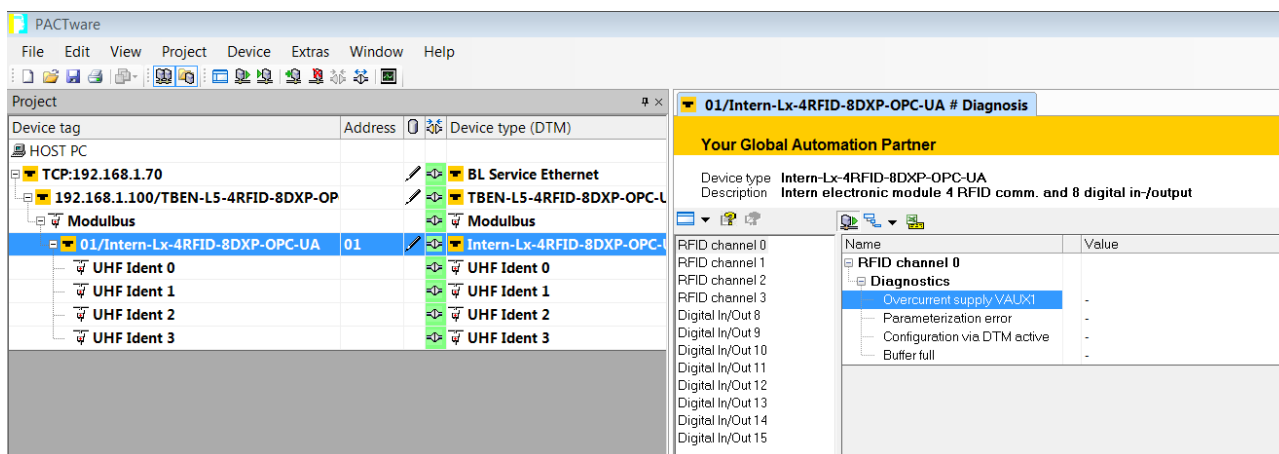 PACTware
File Edit View Project Device Extras Window Help
Project
Device tag Address Device type (DTM)
HOST PC
TCP:192.168.1.70 BL Service Ethernet
192.168.1.100/TBEN-L5-4RFID-8DXP-OP TBEN-L5-4RFID-8DXP-OPC-U
Modulbus Modulbus
01/Intern-Lx-4RFID-8DXP-OPC-UA 01 Intern-Lx-4RFID-8DXP-OPC-U
UHF Ident 0 UHF Ident 0
UHF Ident 1 UHF Ident 1
UHF Ident 2 UHF Ident 2
UHF Ident 3 UHF Ident 3
01/Intern-Lx-4RFID-8DXP-OPC-UA # Diagnosis
Your Global Automation Partner
Device type Intern-Lx-4RFID-8DXP-OPC-UA
Description Intern electronic module 4 RFID comm. and 8 digital in-/output
RFID channel 0
RFID channel 1
RFID channel 2
RFID channel 3
Digital In/Out 8
Digital In/Out 9
Digital In/Out 10
Digital In/Out 11
Digital In/Out 12
Digital In/Out 13
Digital In/Out 14
Digital In/Out 15
Name Value
RFID channel 0
Diagnostics
Overcurrent supply VAUX1 -
Parameterization error -
Configuration via DTM active -
Buffer full -